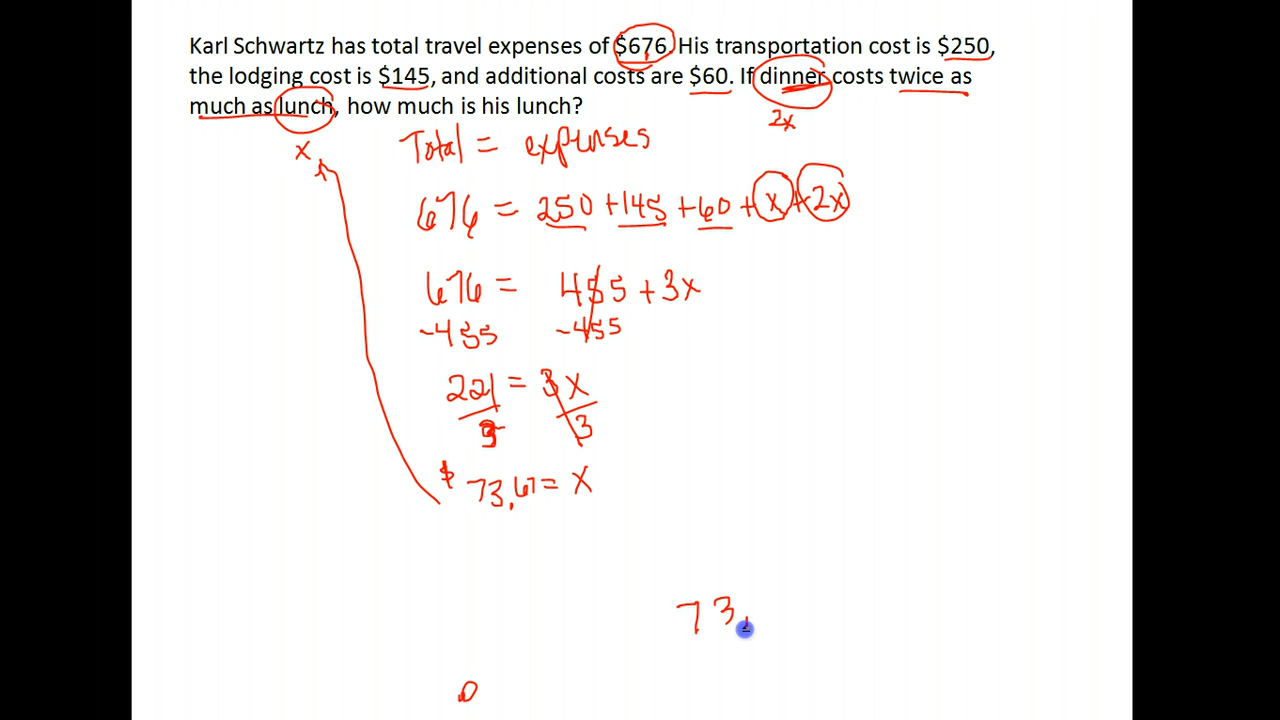 Karl Schwartz has total travel expenses of $676. His transportation cost is $250,
the lodging cost is $145, and additional costs are $60. If dinner costs twice as
much as lunch, how much is his lunch?
2x
x
Total = expenses
676 = 250 + 145 + 60 + x + 2x
676 = 455 + 3x
-455 -455
221 = 3x
3 3
$ 73.67 = x
73.
0